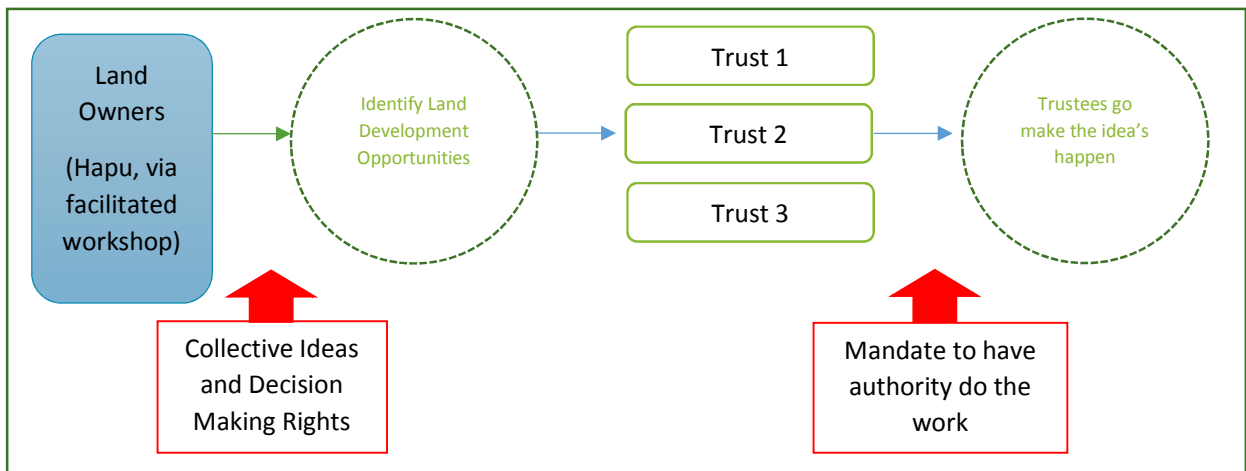 Land
Owners
(Hapu, via
facilitated
workshop)
Identify Land
Development
Opportunities
Trust 1
Trust 2
Trust 3
Trustees go
make the idea's
happen
Collective Ideas
and Decision
Making Rights
Mandate to have
authority do the
work